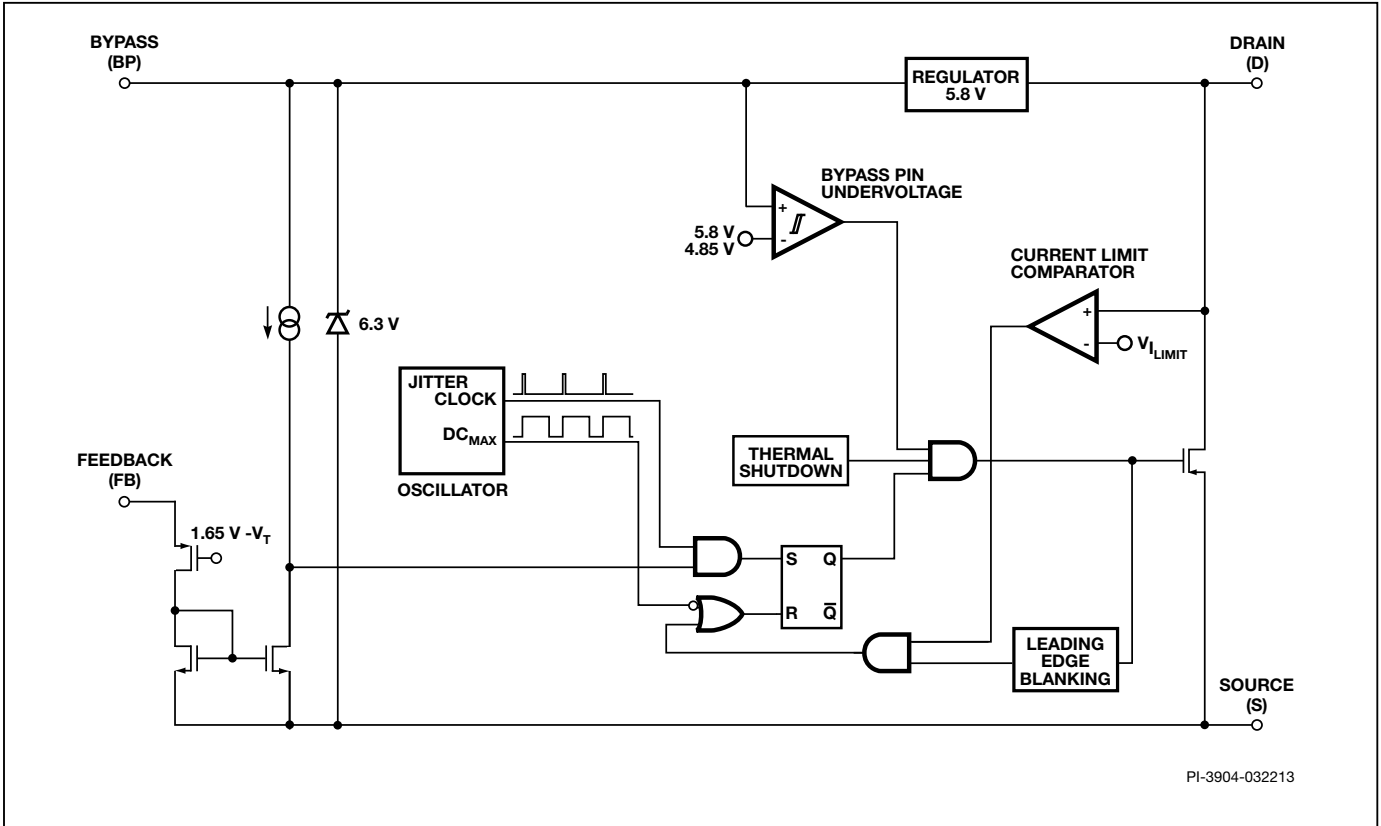 BYPASS
(BP)
DRAIN
(D)
REGULATOR
5.8 V
BYPASS PIN
UNDERVOLTAGE
+
-
5.8 V
4.85 V
CURRENT LIMIT
COMPARATOR
+
-
VILIMIT
6.3 V
JITTER
CLOCK
DCMAX
OSCILLATOR
THERMAL
SHUTDOWN
FEEDBACK
(FB)
1.65 V -VT
S Q
R Q̅
LEADING
EDGE
BLANKING
SOURCE
(S)
PI-3904-032213